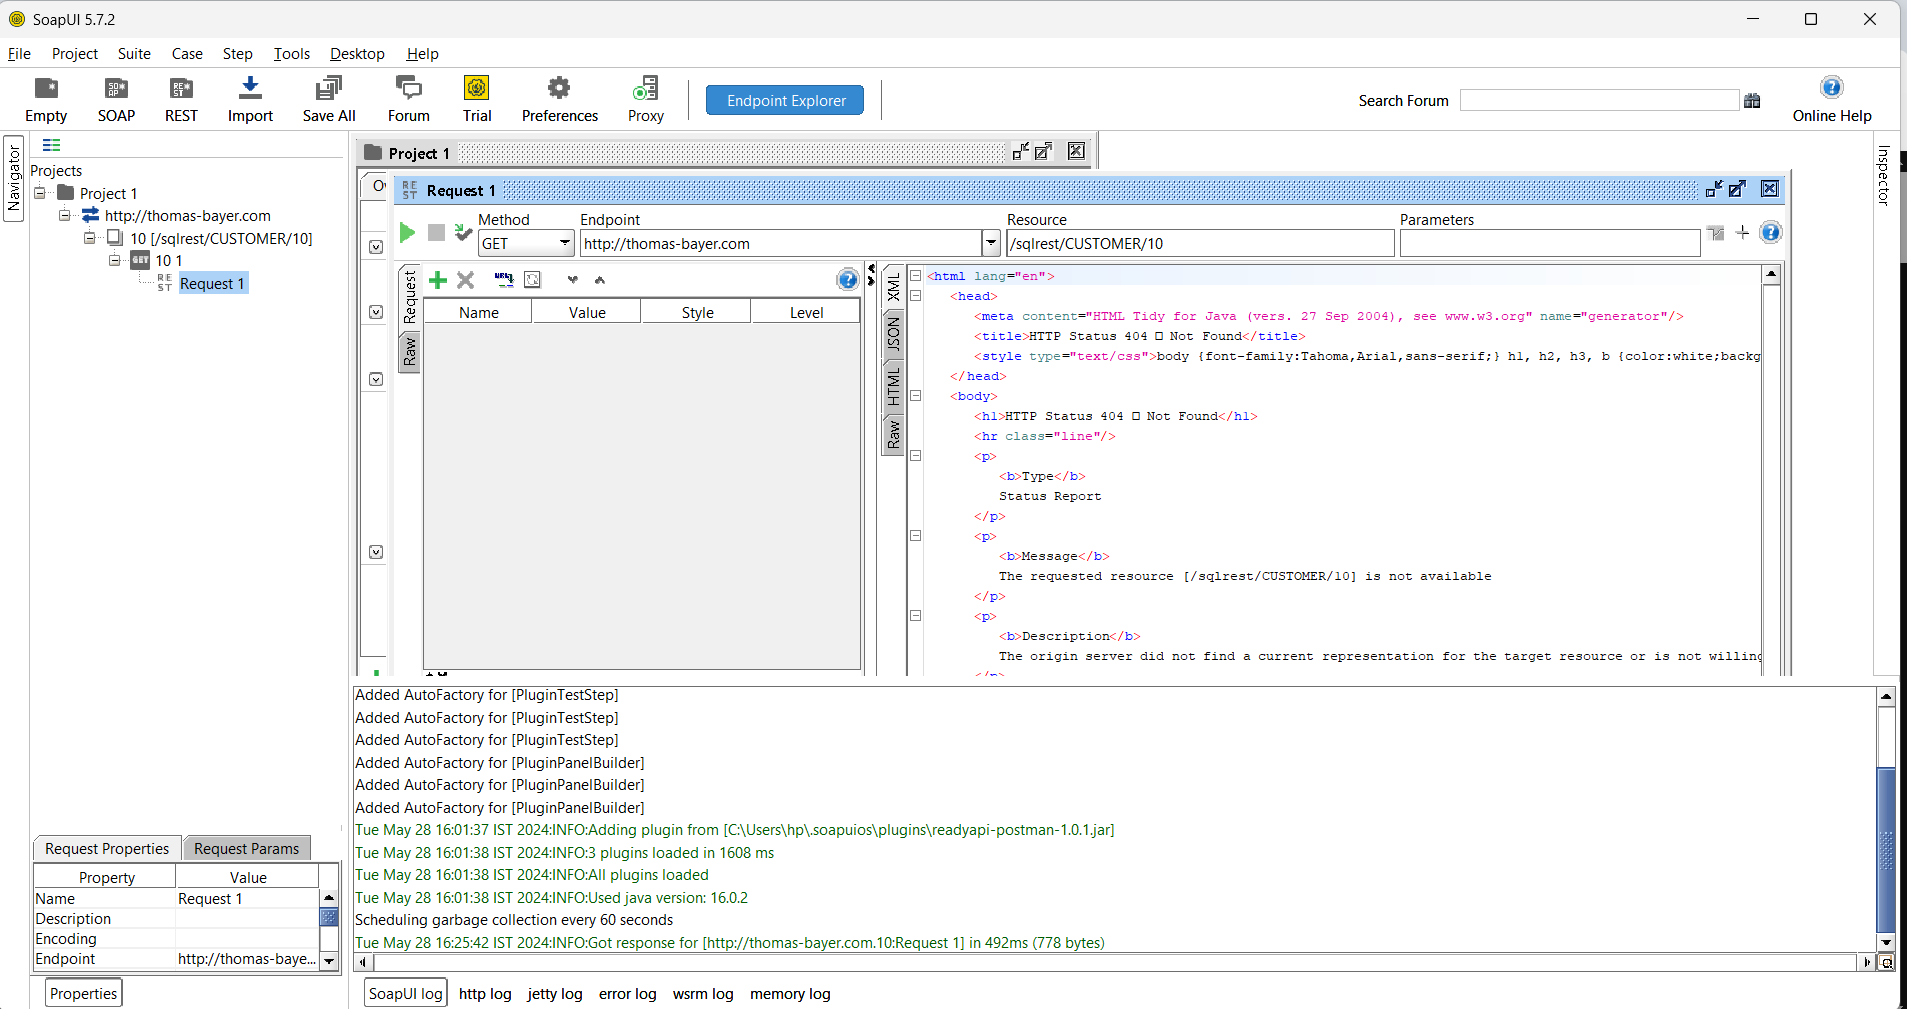 SoapUI 5.7.2
File Project Suite Case Step Tools Desktop Help
Empty SOAP REST Import Save All Forum Trial Preferences Proxy Endpoint Explorer Search Forum Online Help
Navigator
Projects
Project 1
http://thomas-bayer.com
10 [/sqlrest/CUSTOMER/10]
GET 10 1
REST Request 1
Project 1
Ov
REST Request 1
Method Endpoint Resource Parameters
GET http://thomas-bayer.com /sqlrest/CUSTOMER/10
Request
Raw
Name Value Style Level
XML
JSON
HTML
Raw
<html lang="en">
<head>
<meta content="HTML Tidy for Java (vers. 27 Sep 2004), see www.w3.org" name="generator"/>
<title>HTTP Status 404 ▯ Not Found</title>
<style type="text/css">body {font-family:Tahoma,Arial,sans-serif;} h1, h2, h3, b {color:white;backg
</head>
<body>
<h1>HTTP Status 404 ▯ Not Found</h1>
<hr class="line"/>
<p>
<b>Type</b>
Status Report
</p>
<p>
<b>Message</b>
The requested resource [/sqlrest/CUSTOMER/10] is not available
</p>
<p>
<b>Description</b>
The origin server did not find a current representation for the target resource or is not willing
</p>
Inspector
Added AutoFactory for [PluginTestStep]
Added AutoFactory for [PluginTestStep]
Added AutoFactory for [PluginTestStep]
Added AutoFactory for [PluginPanelBuilder]
Added AutoFactory for [PluginPanelBuilder]
Added AutoFactory for [PluginPanelBuilder]
Tue May 28 16:01:37 IST 2024:INFO:Adding plugin from [C:\Users\hp\.soapuios\plugins\readyapi-postman-1.0.1.jar]
Tue May 28 16:01:38 IST 2024:INFO:3 plugins loaded in 1608 ms
Tue May 28 16:01:38 IST 2024:INFO:All plugins loaded
Tue May 28 16:01:38 IST 2024:INFO:Used java version: 16.0.2
Scheduling garbage collection every 60 seconds
Tue May 28 16:25:42 IST 2024:INFO:Got response for [http://thomas-bayer.com.10:Request 1] in 492ms (778 bytes)
Request Properties Request Params
Property Value
Name Request 1
Description
Encoding
Endpoint http://thomas-baye...
Properties
SoapUI log http log jetty log error log wsrm log memory log